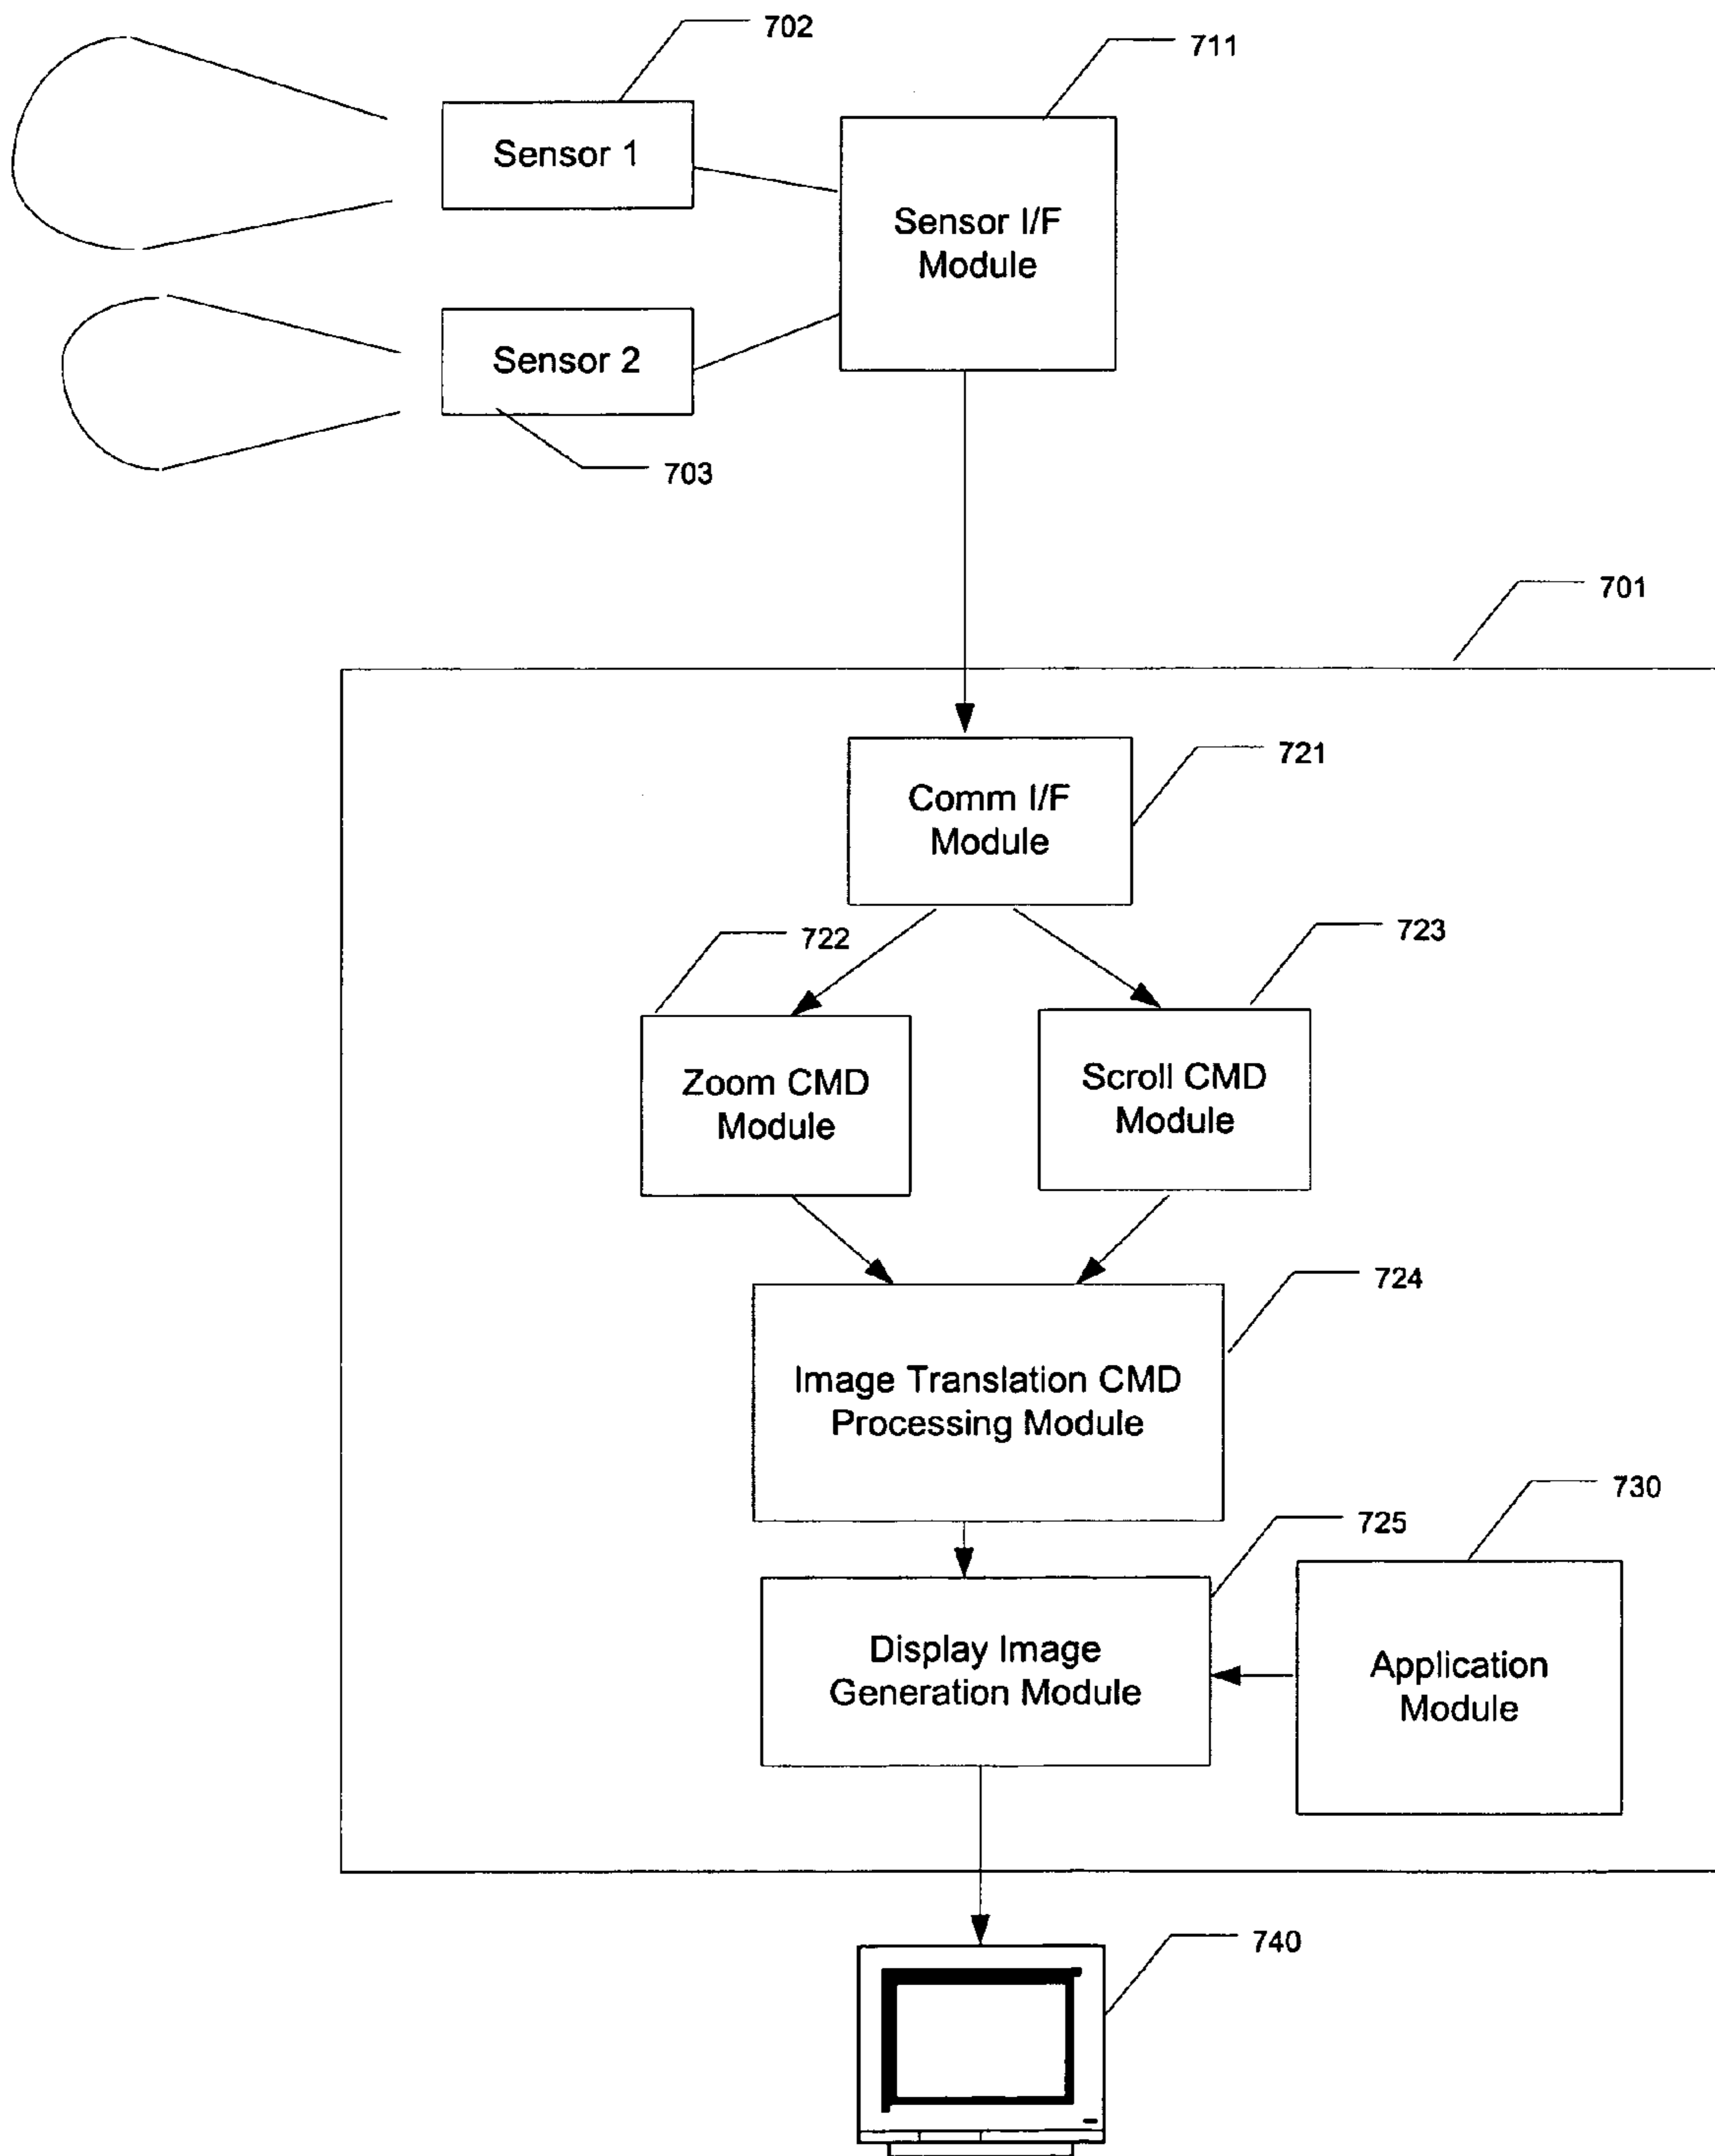 702
711
Sensor 1
Sensor I/F
Module
Sensor 2
703
701
721
Comm I/F
Module
722
723
Zoom CMD
Module
Scroll CMD
Module
724
Image Translation CMD
Processing Module
730
725
Display Image
Generation Module
Application
Module
740